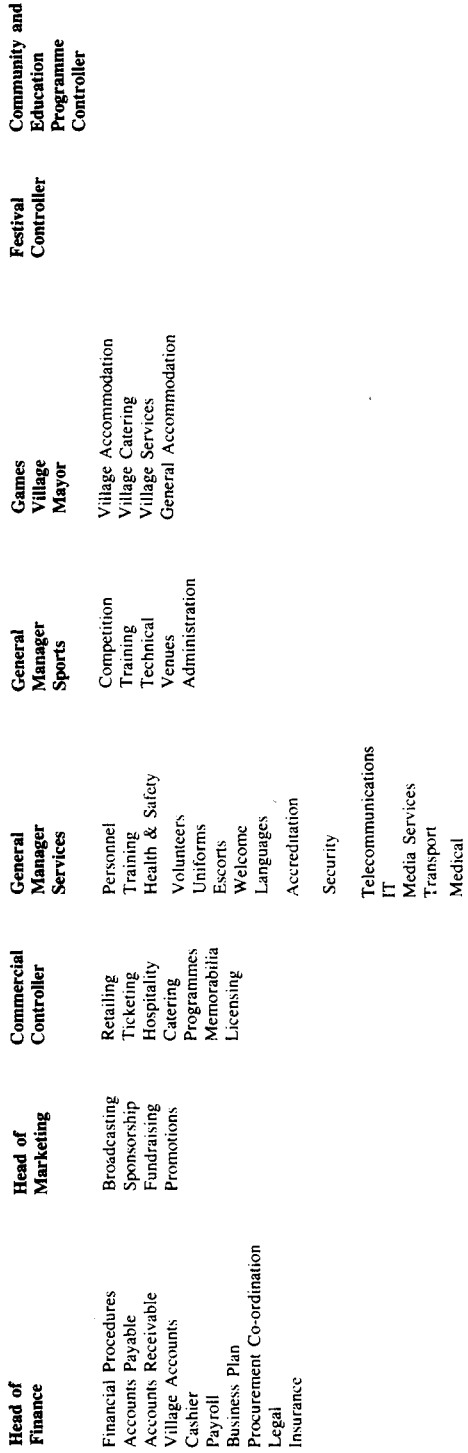 Head of
Finance
Financial Procedures
Accounts Payable
Accounts Receivable
Village Accounts
Cashier
Payroll
Business Plan
Procurement Co-ordination
Legal
Insurance
Head of
Marketing
Broadcasting
Sponsorship
Fundraising
Promotions
Commercial
Controller
Retailing
Ticketing
Hospitality
Catering
Programmes
Memorabilia
Licensing
General
Manager
Services
Personnel
Training
Health & Safety
Volunteers
Uniforms
Escorts
Welcome
Languages
Accreditation
Security
Telecommunications
IT
Media Services
Transport
Medical
General
Manager
Sports
Competition
Training
Technical
Venues
Administration
Games
Village
Mayor
Village Accommodation
Village Catering
Village Services
General Accommodation
Festival
Controller
Community and
Education
Programme
Controller